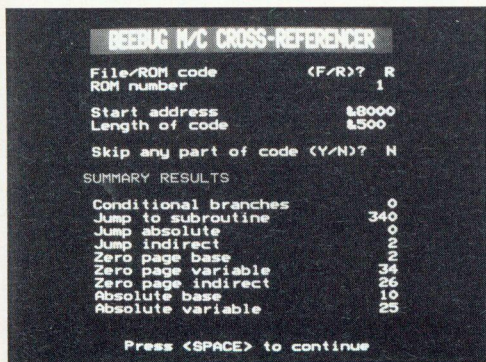 BEEBUG M/C CROSS-REFERENCER
File/ROM code (F/R)? R
ROM number 1
Start address &8000
Length of code &500
Skip any part of code (Y/N)? N
SUMMARY RESULTS
Conditional branches 0
Jump to subroutine 340
Jump absolute 0
Jump indirect 2
Zero page base 2
Zero page variable 34
Zero page indirect 26
Absolute base 10
Absolute variable 25
Press <SPACE> to continue